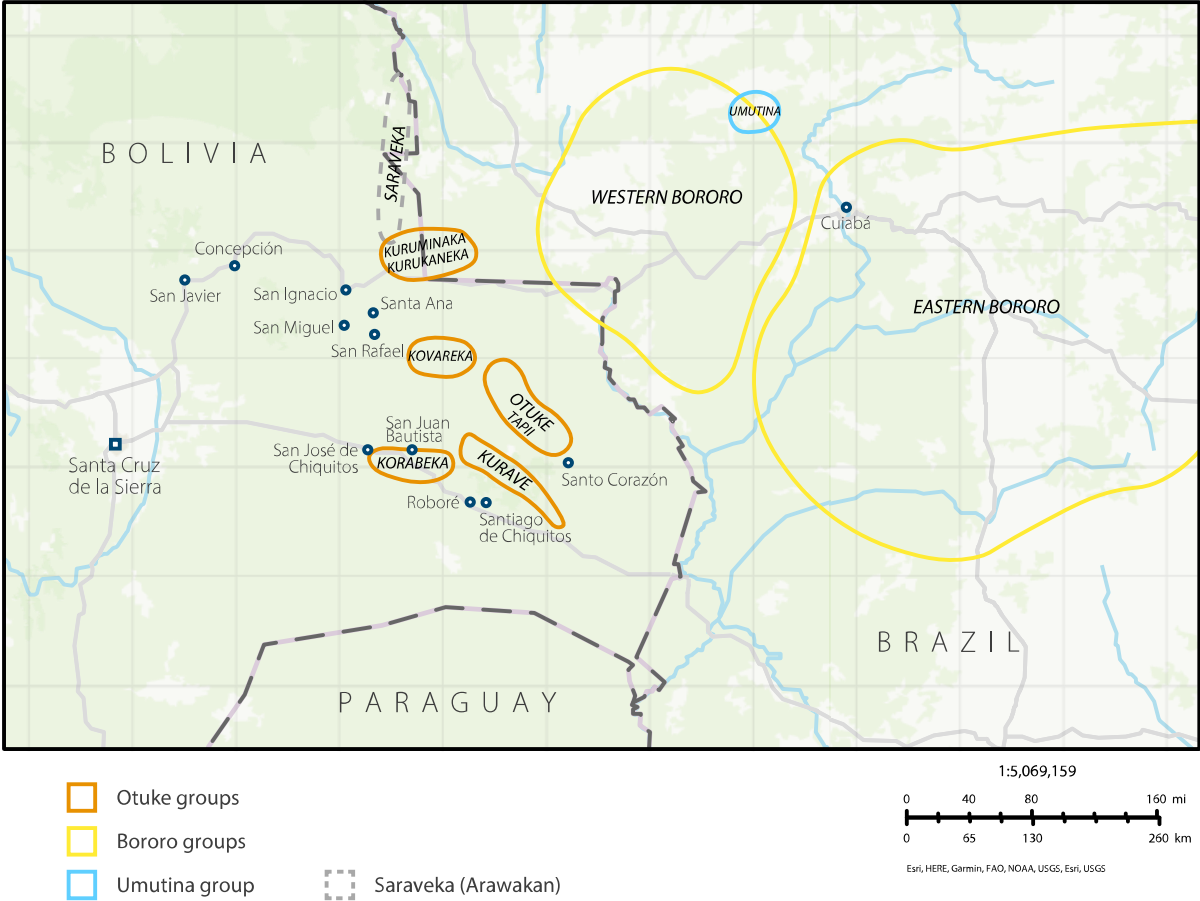 BOLIVIA
SARAVEKA
UMUTINA
WESTERN BORORO
Cuiabá
KURUMINAKA
KURUKANEKA
Concepción
San Javier
San Ignacio
Santa Ana
San Miguel
San Rafael
KOVAREKA
EASTERN BORORO
OTUKE
TAPII
San Juan
Bautista
San José de
Chiquitos
KORABEKA
KURAVE
Santa Cruz
de la Sierra
Santo Corazón
Roboré
Santiago
de Chiquitos
BRAZIL
PARAGUAY
Otuke groups
Bororo groups
Umutina group
Saraveka (Arawakan)
1:5,069,159
0 40 80 160 mi
0 65 130 260 km
Esri, HERE, Garmin, FAO, NOAA, USGS, Esri, USGS